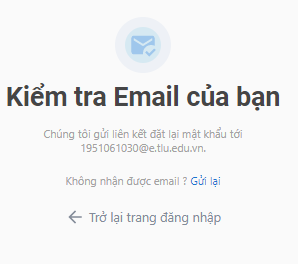 Kiểm tra Email của bạn
Chúng tôi gửi liên kết đặt lại mật khẩu tới
1951061030@e.tlu.edu.vn.
Không nhận được email ? Gửi lại
Trở lại trang đăng nhập